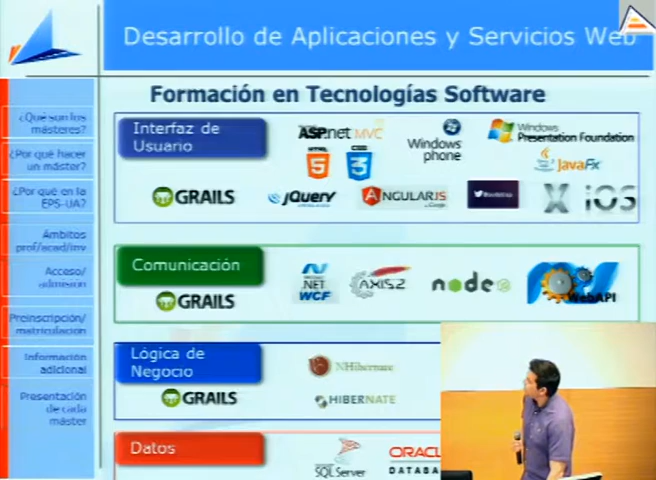 Desarrollo de Aplicaciones y Servicios Web
Formación en Tecnologías Software
¿Qué son los
másteres?
¿Por qué hacer
un máster?
¿Por qué en la
EPS-UA?
Ámbitos
prof/acad/inv
Acceso/
admisión
Preinscripción/
matriculación
Información
adicional
Presentación
de cada
máster
Interfaz de
Usuario
ASP.net MVC
HTML
5
CSS
3
Windows
phone
Windows
Presentation Foundation
JavaFX
GRAILS
jQuery
ANGULARJS
by Google
X iOS
Comunicación
GRAILS
.NET
WCF
AXIS2
node
WebAPI
Lógica de
Negocio
GRAILS
NHibernate
HIBERNATE
Datos
SQL Server
ORACL
DATABA